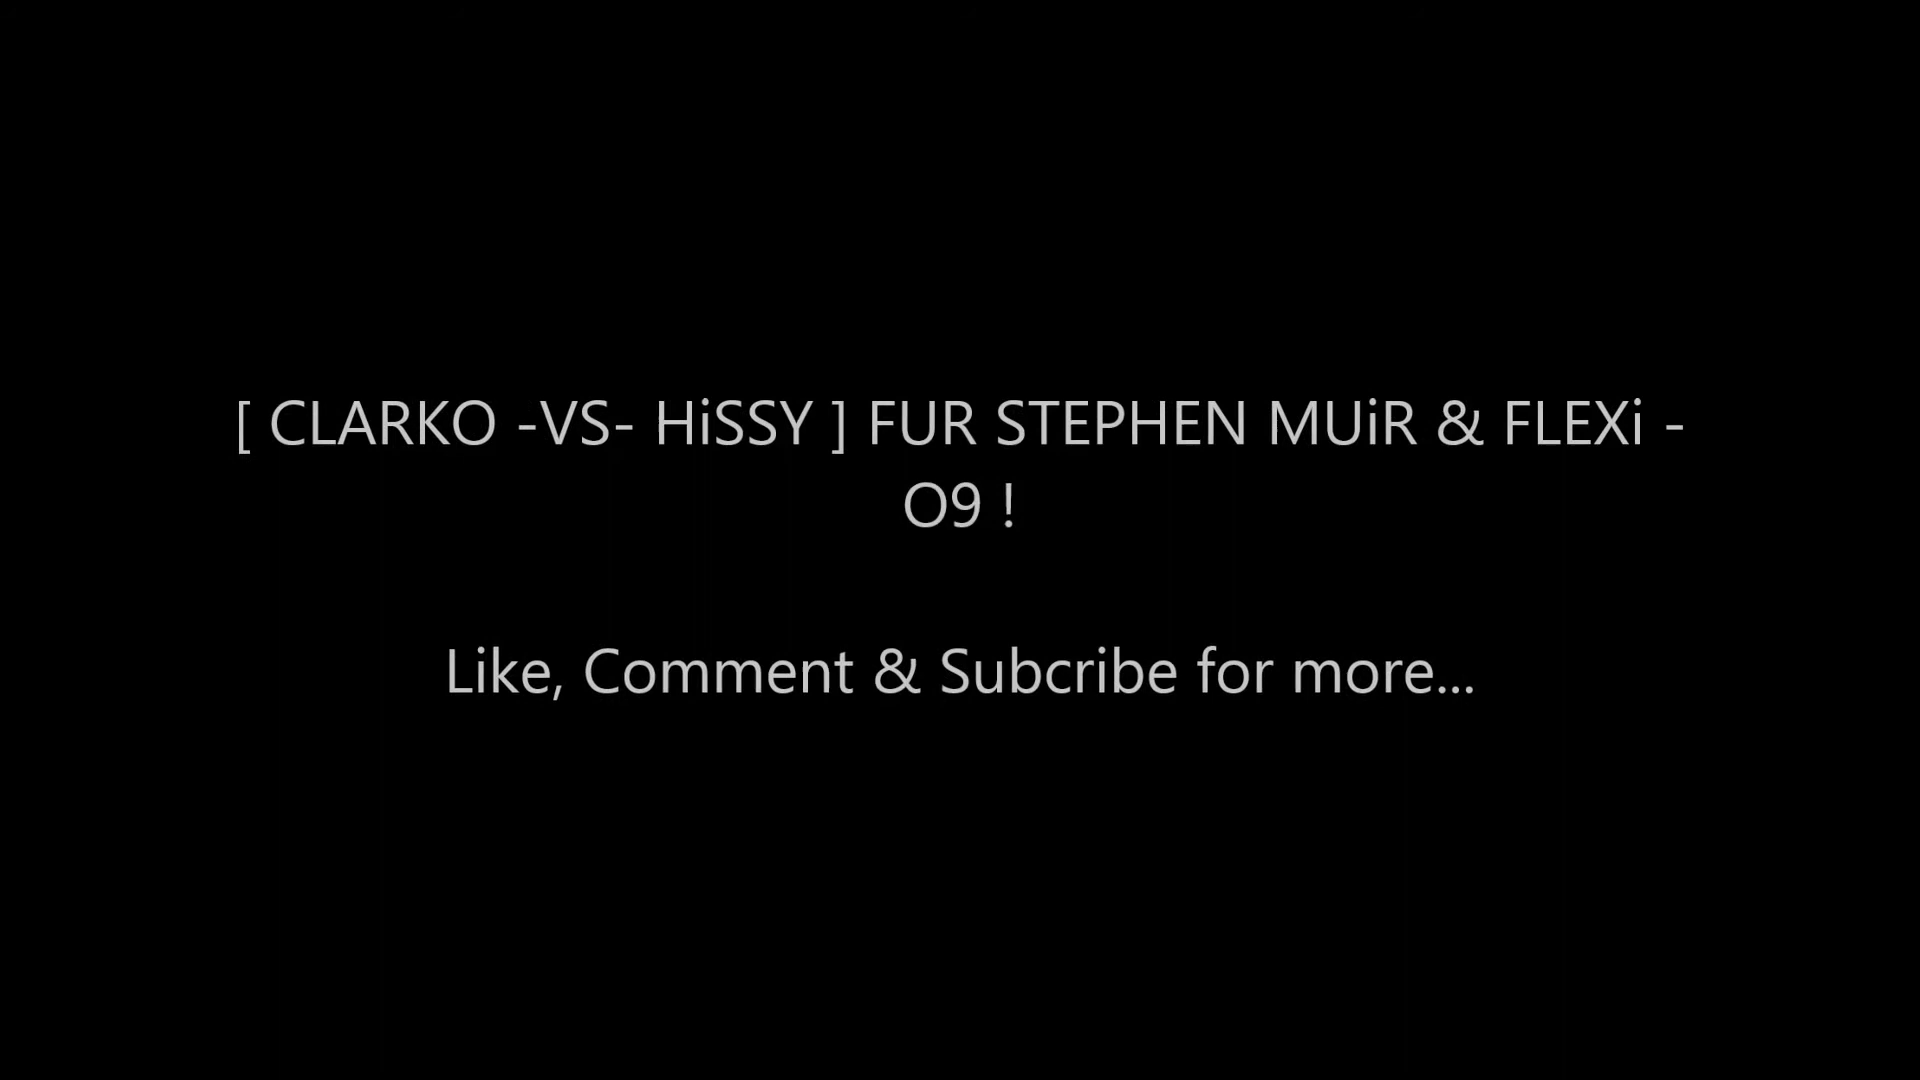 [ CLARKO -VS- HiSSY ] FUR STEPHEN MUiR & FLEXi -
O9 !
Like, Comment & Subcribe for more...